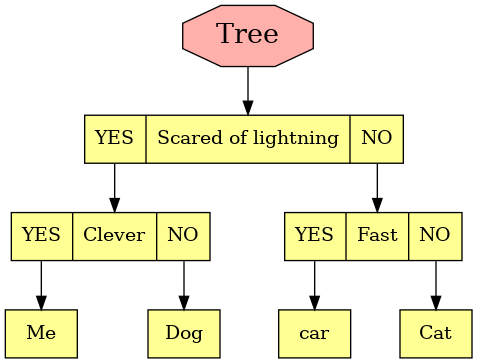 Tree
YES Scared of lightning NO
YES Clever NO YES Fast NO
Me Dog car Cat